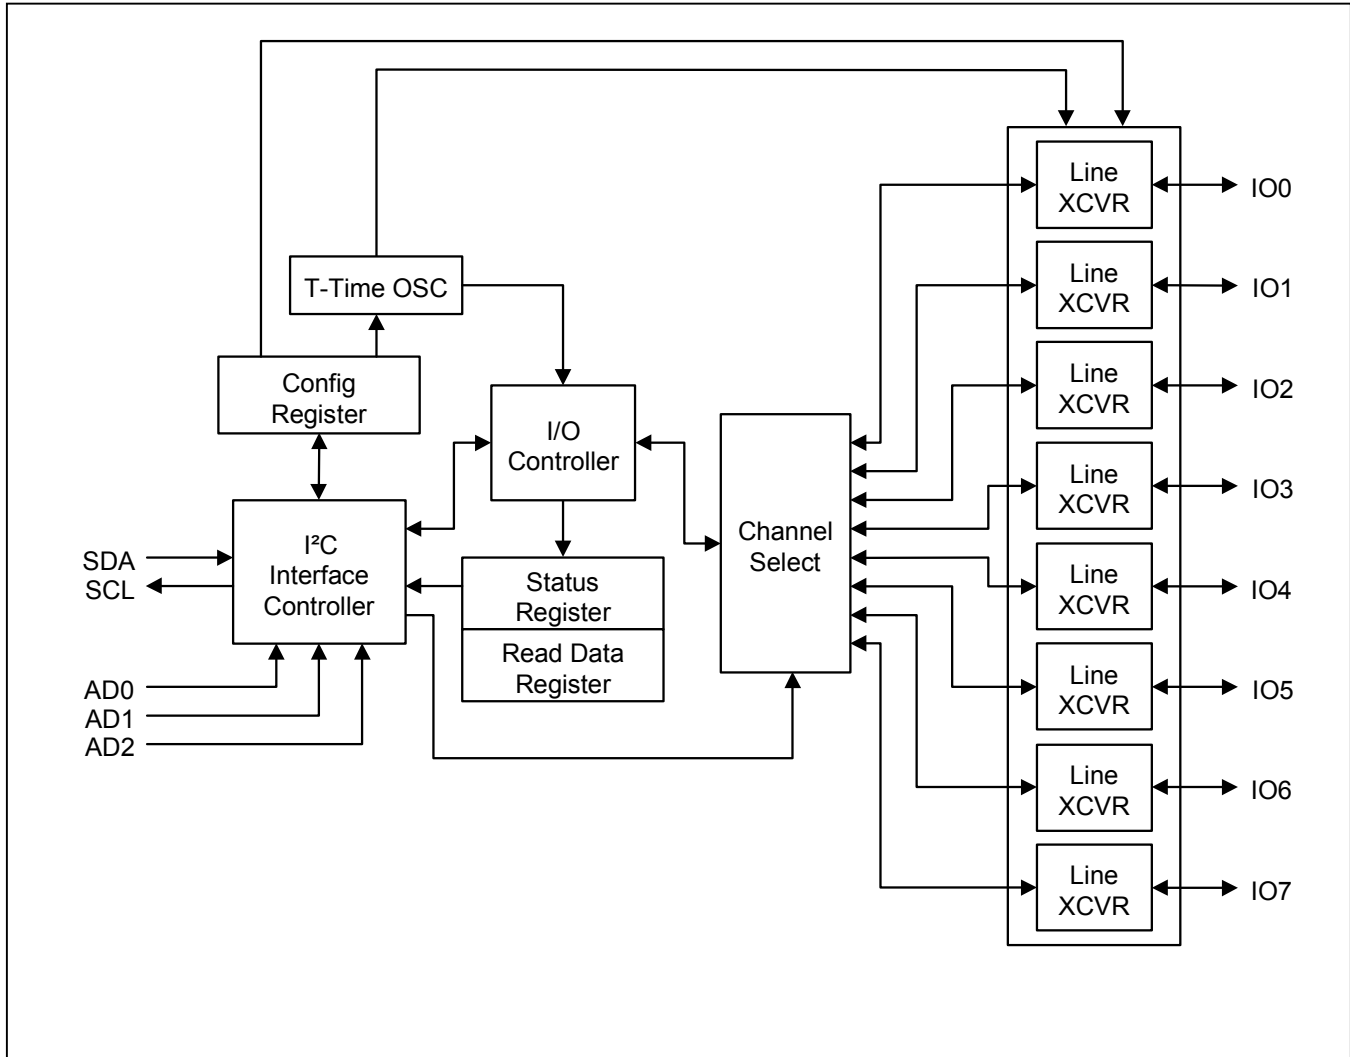 T-Time OSC
Config
Register
I/O
Controller
I²C
Interface
Controller
Status
Register
Read Data
Register
Channel
Select
SDA
SCL
AD0
AD1
AD2
Line
XCVR
IO0
Line
XCVR
IO1
Line
XCVR
IO2
Line
XCVR
IO3
Line
XCVR
IO4
Line
XCVR
IO5
Line
XCVR
IO6
Line
XCVR
IO7